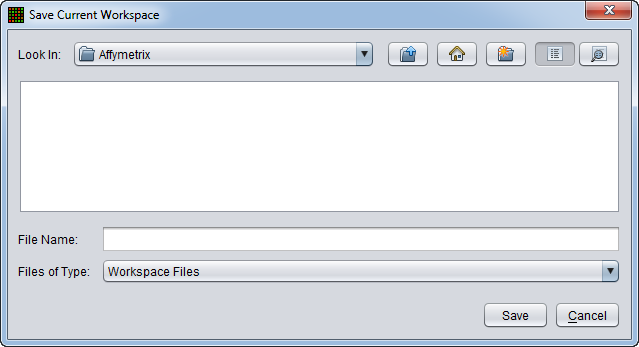 Save Current Workspace
Look In: Affymetrix
File Name:
Files of Type: Workspace Files
Save Cancel